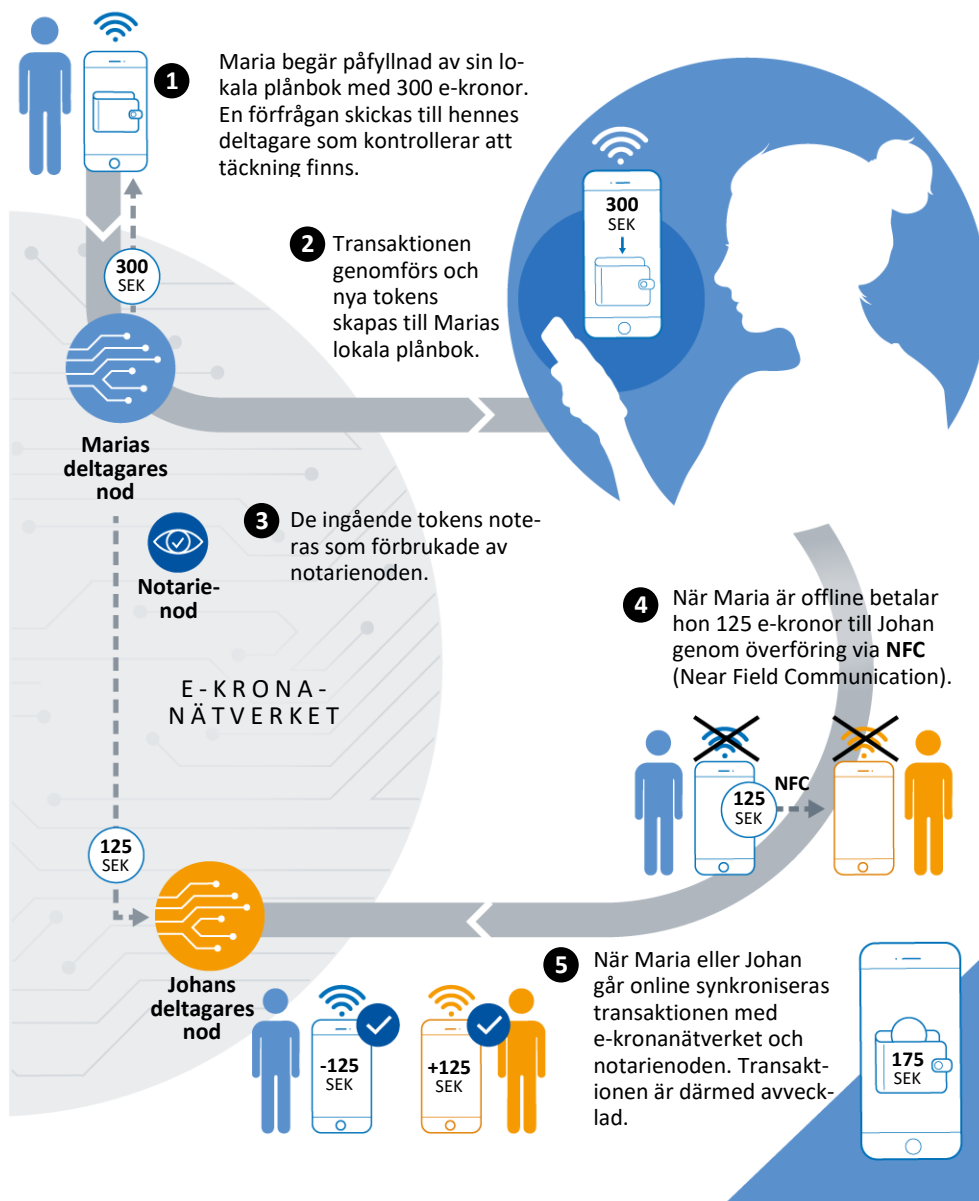 1
Maria begär påfyllnad av sin lo-
kala plånbok med 300 e-kronor.
En förfrågan skickas till hennes
deltagare som kontrollerar att
täckning finns.
300
SEK
300
SEK
2
Transaktionen
genomförs och
nya tokens
skapas till Marias
lokala plånbok.
Marias
deltagares
nod
3
De ingående tokens note-
ras som förbrukade av
notarienoden.
Notarie-
nod
4
När Maria är offline betalar
hon 125 e-kronor till Johan
genom överföring via NFC
(Near Field Communication).
E-KRONA-
NÄTVERKET
NFC
125
SEK
125
SEK
Johans
deltagares
nod
5
När Maria eller Johan
går online synkroniseras
transaktionen med
e-kronanätverket och
notarienoden. Transakt-
ionen är därmed avveck-
lad.
-125
SEK
+125
SEK
175
SEK